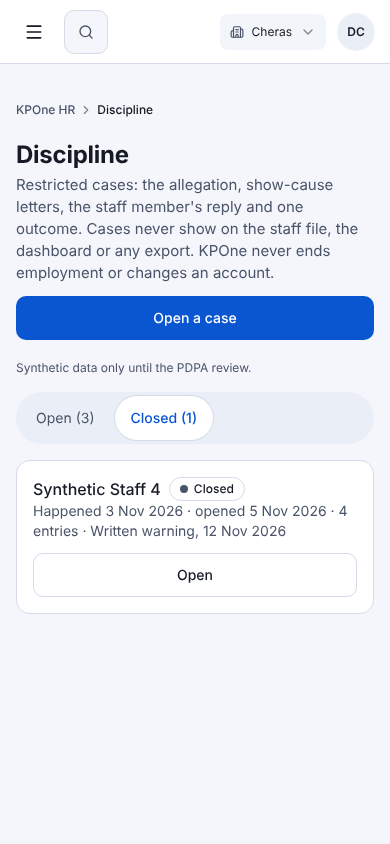 Cheras
DC
KPOne HR > Discipline
Discipline
Restricted cases: the allegation, show-cause
letters, the staff member's reply and one
outcome. Cases never show on the staff file, the
dashboard or any export. KPOne never ends
employment or changes an account.
Open a case
Synthetic data only until the PDPA review.
Open (3)
Closed (1)
Synthetic Staff 4
Closed
Happened 3 Nov 2026 · opened 5 Nov 2026 · 4
entries · Written warning, 12 Nov 2026
Open